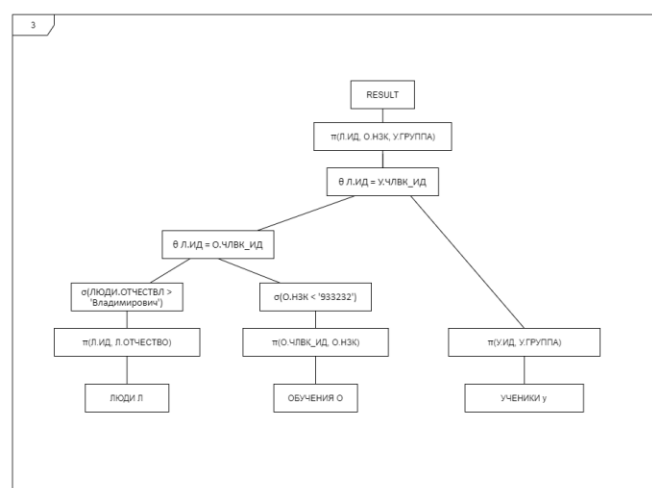 3
RESULT
π(Л.ИД, О.НЗК, У.ГРУППА)
θ Л.ИД = У.ЧЛВК_ИД
θ Л.ИД = О.ЧЛВК_ИД
σ(ЛЮДИ.ОТЧЕСТВЛ >
'Владимирович')
σ(О.НЗК < '933232')
π(Л.ИД, Л.ОТЧЕСТВО)
π(О.ЧЛВК_ИД, О.НЗК)
π(У.ИД, У.ГРУППА)
ЛЮДИ Л
ОБУЧЕНИЯ О
УЧЕНИКИ у